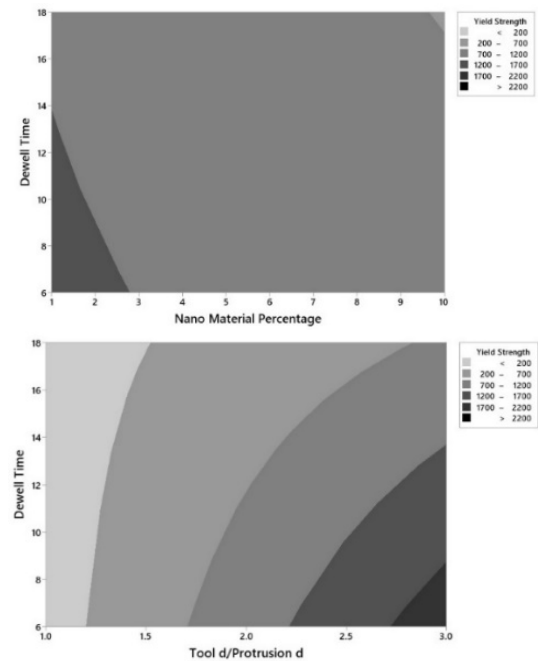 18
16
14
12
10
8
6
Dewell Time
1 2 3 4 5 6 7 8 9 10
Nano Material Percentage
Yield Strength
< 200
200 – 700
700 – 1200
1200 – 1700
1700 – 2200
> 2200
18
16
14
12
10
8
6
Dewell Time
1.0 1.5 2.0 2.5 3.0
Tool d/Protrusion d
Yield Strength
< 200
200 – 700
700 – 1200
1200 – 1700
1700 – 2200
> 2200